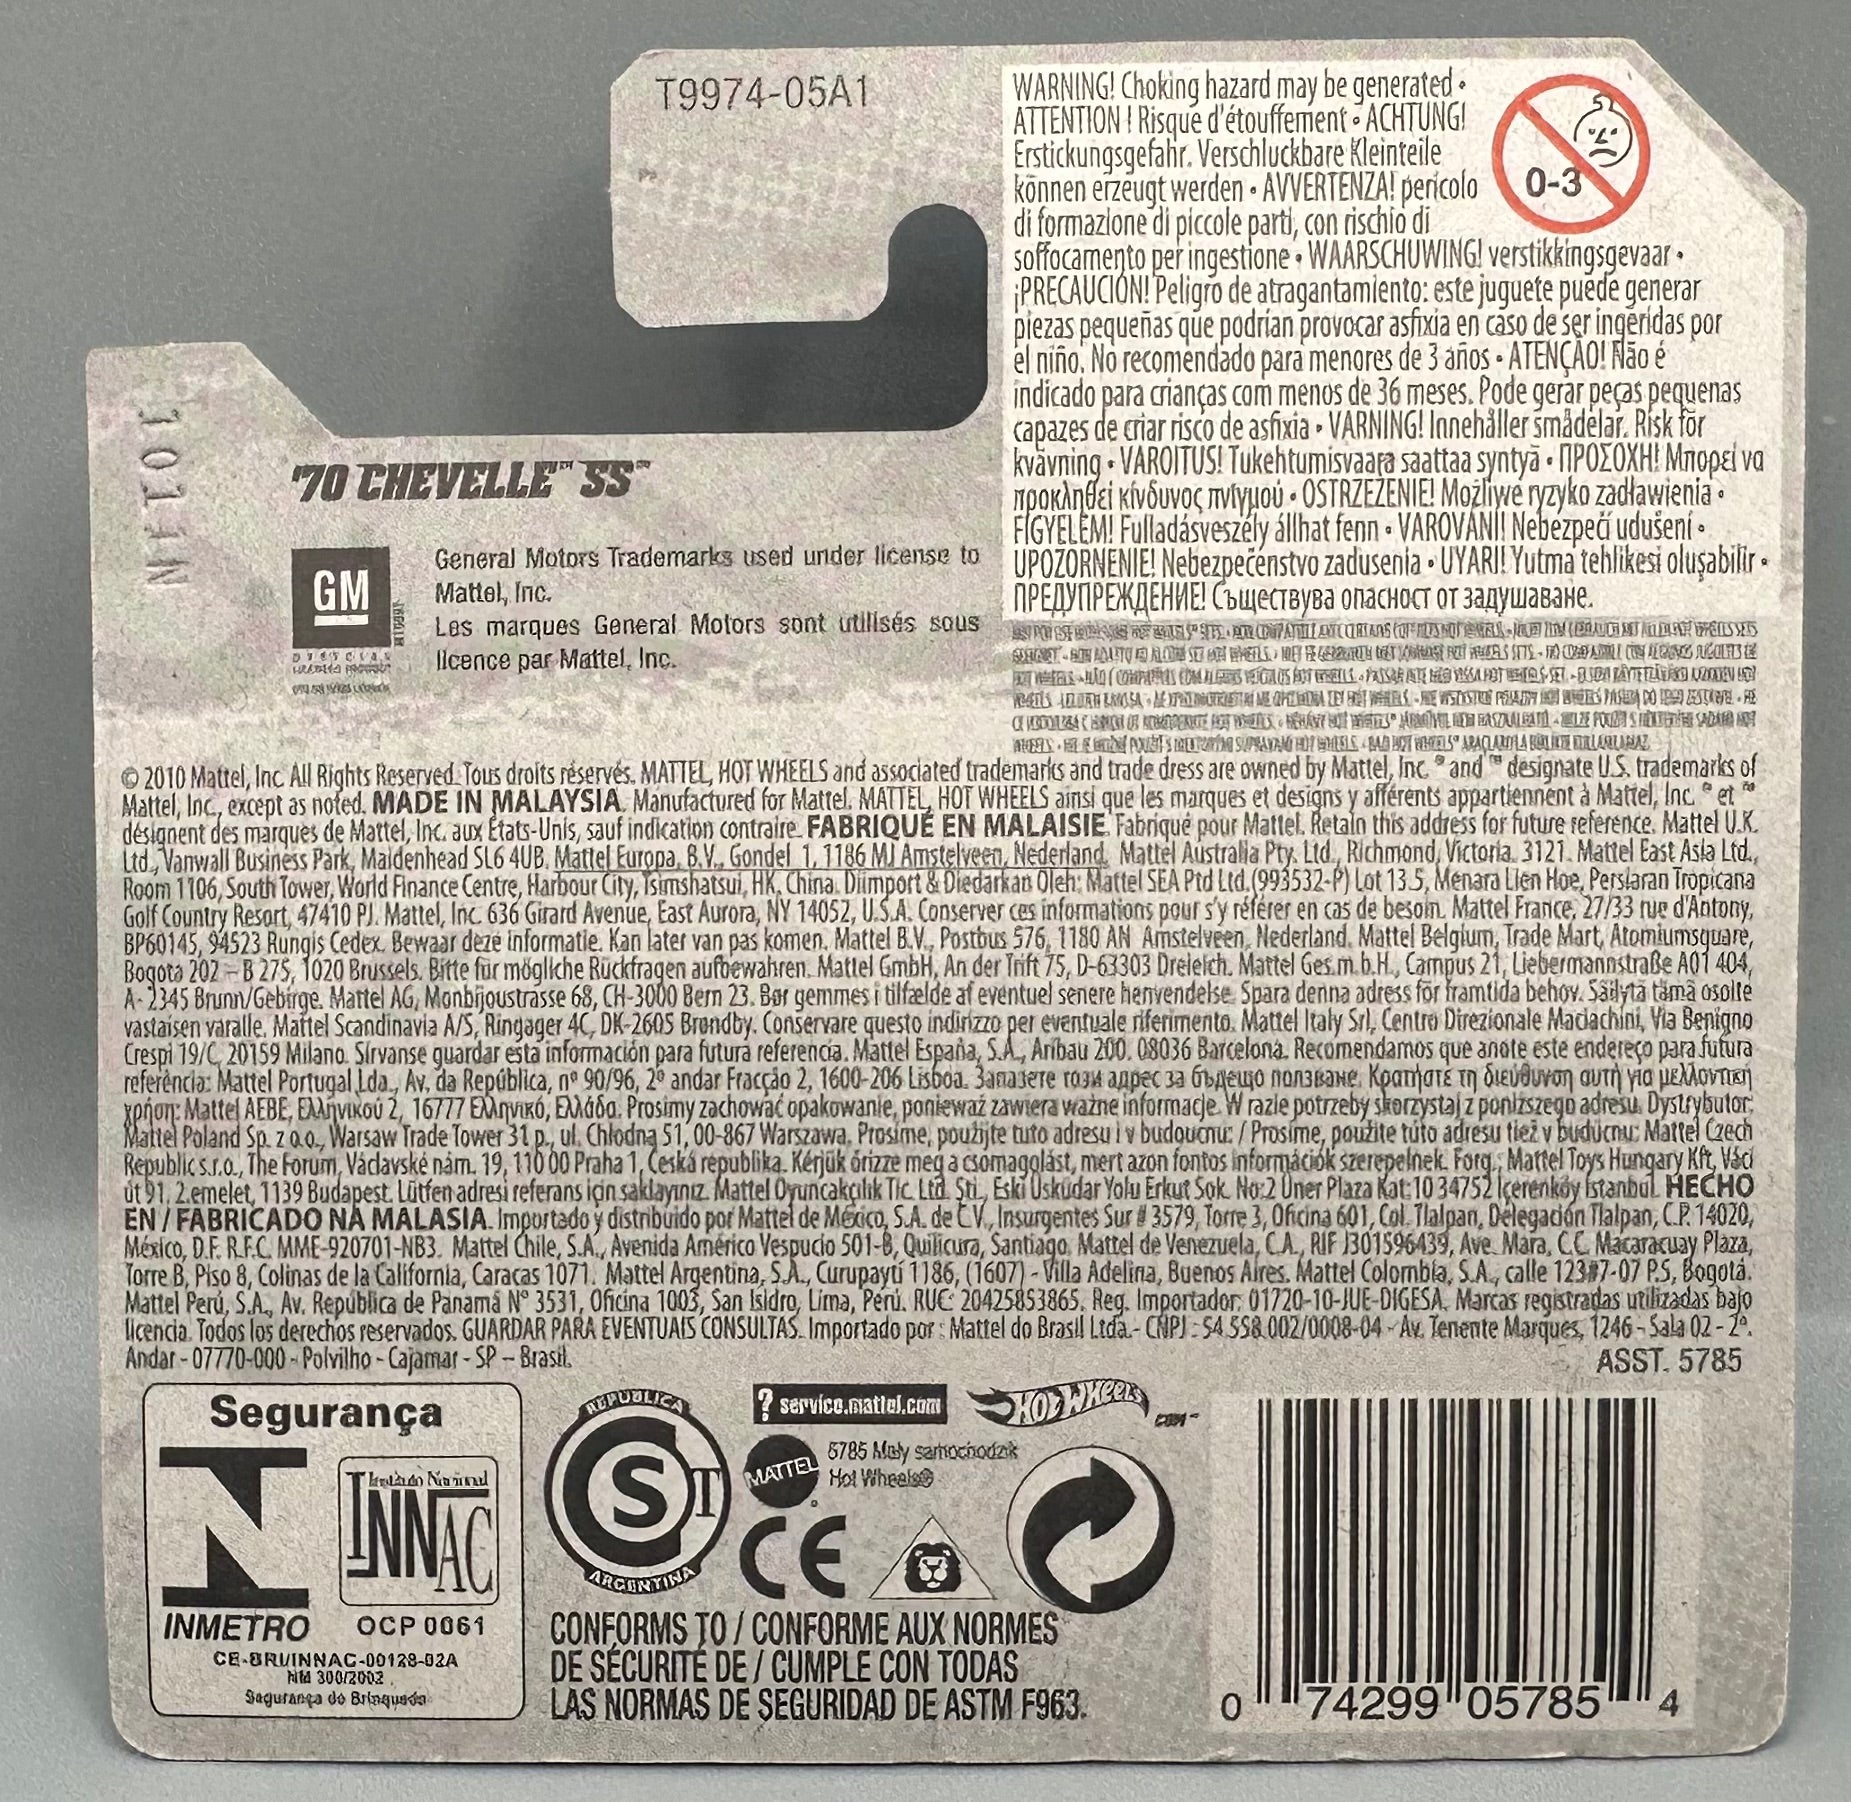 T9974-05A1
WARNING! Choking hazard may be generated •
ATTENTION ! Risque d'étouffement • ACHTUNG!
Erstickungsgefahr. Verschluckbare Kleinteile
können erzeugt werden • AVVERTENZA! pericolo
di formazione di piccole parti, con rischio di
soffocamento per ingestione • WAARSCHUWING! verstikkingsgevaar •
¡PRECAUCIÓN! Peligro de atragantamiento: este juguete puede generar
piezas pequeñas que podrían provocar asfixia en caso de ser ingeridas por
el niño. No recomendado para menores de 3 años • ATENÇÃO! Não é
indicado para crianças com menos de 36 meses. Pode gerar peças pequenas
capazes de criar risco de asfixia • VARNING! Innehåller smådelar. Risk för
kvävning • VAROITUS! Tukehtumisvaara saattaa syntyä • ΠΡΟΣΟΧΗ! Μπορεί να
προκληθεί κίνδυνος πνιγμού • OSTRZEŻENIE! Możliwe ryzyko zadławienia •
FIGYELEM! Fulladásveszély állhat fenn • VAROVÁNÍ! Nebezpečí udušení •
UPOZORNENIE! Nebezpečenstvo zadusenia • UYARI! Yutma tehlikesi oluşabilir •
ПРЕДУПРЕЖДЕНИЕ! Съществува опасност от задушаване.
0-3
1011N
'70 CHEVELLE™ SS™
GM
General Motors Trademarks used under license to
Mattel, Inc.
Les marques General Motors sont utilisés sous
licence par Mattel, Inc.
© 2010 Mattel, Inc. All Rights Reserved. Tous droits réservés. MATTEL, HOT WHEELS and associated trademarks and trade dress are owned by Mattel, Inc. ® and ™ designate U.S. trademarks of
Mattel, Inc., except as noted. MADE IN MALAYSIA. Manufactured for Mattel. MATTEL, HOT WHEELS ainsi que les marques et designs y afférents appartiennent à Mattel, Inc. ® et ™
désignent des marques de Mattel, Inc. aux États-Unis, sauf indication contraire. FABRIQUÉ EN MALAISIE. Fabriqué pour Mattel. Retain this address for future reference. Mattel U.K.
Ltd., Vanwall Business Park, Maidenhead SL6 4UB. Mattel Europa, B.V., Gondel 1, 1186 MJ Amstelveen, Nederland. Mattel Australia Pty. Ltd., Richmond, Victoria. 3121. Mattel East Asia Ltd.,
Room 1106, South Tower, World Finance Centre, Harbour City, Tsimshatsui, HK, China. Diimport & Diedarkan Oleh: Mattel SEA Ptd Ltd.(993532-P) Lot 13.5, Menara Lien Hoe, Persiaran Tropicana
Golf Country Resort, 47410 PJ. Mattel, Inc. 636 Girard Avenue, East Aurora, NY 14052, U.S.A. Conserver ces informations pour s'y référer en cas de besoin. Mattel France, 27/33 rue d'Antony,
BP60145, 94523 Rungis Cedex. Bewaar deze informatie. Kan later van pas komen. Mattel B.V., Postbus 576, 1180 AN Amstelveen, Nederland. Mattel Belgium, Trade Mart, Atomiumsquare,
Bogota 202 – B 275, 1020 Brussels. Bitte für mögliche Rückfragen aufbewahren. Mattel GmbH, An der Trift 75, D-63303 Dreieich. Mattel Ges.m.b.H., Campus 21, Liebermannstraße A01 404,
A- 2345 Brunn/Gebirge. Mattel AG, Monbijoustrasse 68, CH-3000 Bern 23. Bør gemmes i tilfælde af eventuel senere henvendelse. Spara denna adress för framtida behov. Säilytä tämä osoite
vastaisen varalle. Mattel Scandinavia A/S, Ringager 4C, DK-2605 Brøndby. Conservare questo indirizzo per eventuale riferimento. Mattel Italy Srl, Centro Direzionale Maciachini, Via Benigno
Crespi 19/C, 20159 Milano. Sírvanse guardar esta información para futura referencia. Mattel España, S.A., Aribau 200. 08036 Barcelona. Recomendamos que anote este endereço para futura
referência: Mattel Portugal Lda., Av. da República, nº 90/96, 2º andar Fracção 2, 1600-206 Lisboa. Запазете този адрес за бъдещо ползване. Κρατήστε τη διεύθυνση αυτή για μελλοντική
χρήση: Mattel AEBE, Ελληνικού 2, 16777 Ελληνικό, Ελλάδα. Prosimy zachować opakowanie, ponieważ zawiera ważne informacje. W razie potrzeby skorzystaj z poniższego adresu. Dystrybutor:
Mattel Poland Sp. z o.o., Warsaw Trade Tower 31 p., ul. Chłodna 51, 00-867 Warszawa. Prosíme, použijte tuto adresu i v budoucnu: / Prosíme, použite túto adresu tiež v budúcnu: Mattel Czech
Republic s.r.o., The Forum, Václavské nám. 19, 110 00 Praha 1, Česká republika. Kérjük őrizze meg a csomagolást, mert azon fontos információk szerepelnek. Forg.: Mattel Toys Hungary Kft, Váci
út 91, 2.emelet, 1139 Budapest. Lütfen adresi referans için saklayınız. Mattel Oyuncakçılık Tic. Ltd. Şti., Eski Üsküdar Yolu Erkut Sok. No:2 Üner Plaza Kat:10 34752 İçerenköy İstanbul. HECHO
EN / FABRICADO NA MALASIA. Importado y distribuido por Mattel de México, S.A. de C.V., Insurgentes Sur # 3579, Torre 3, Oficina 601, Col. Tlalpan, Delegación Tlalpan, C.P. 14020,
México, D.F. R.F.C. MME-920701-NB3. Mattel Chile, S.A., Avenida Américo Vespucio 501-B, Quilicura, Santiago. Mattel de Venezuela, C.A., RIF J301596439, Ave. Mara, C.C. Macaracuay Plaza,
Torre B, Piso 8, Colinas de la California, Caracas 1071. Mattel Argentina, S.A., Curupaytí 1186, (1607) - Villa Adelina, Buenos Aires. Mattel Colombia, S.A., calle 123#7-07 P.5, Bogotá.
Mattel Perú, S.A., Av. República de Panamá N° 3531, Oficina 1003, San Isidro, Lima, Perú. RUC: 20425853865. Reg. Importador: 01720-10-JUE-DIGESA. Marcas registradas utilizadas bajo
licencia. Todos los derechos reservados. GUARDAR PARA EVENTUAIS CONSULTAS. Importado por : Mattel do Brasil Ltda.- CNPJ : 54.558.002/0008-04 - Av. Tenente Marques, 1246 - Sala 02 - 2º.
Andar - 07770-000 - Polvilho - Cajamar - SP – Brasil.
ASST. 5785
Segurança
Instituto Nacional
INNAC
INMETRO OCP 0061
CE-BRI/INNAC-00128-02A
NM 300/2002
Segurança do Brinquedo
REPUBLICA
CST
ARGENTINA
? service.mattel.com
HOT WHEELS
.COM™
MATTEL
5785 Mały samochodzik
Hot Wheels®
CE
CONFORMS TO / CONFORME AUX NORMES
DE SÉCURITÉ DE / CUMPLE CON TODAS
LAS NORMAS DE SEGURIDAD DE ASTM F963.
0 74299 05785 4